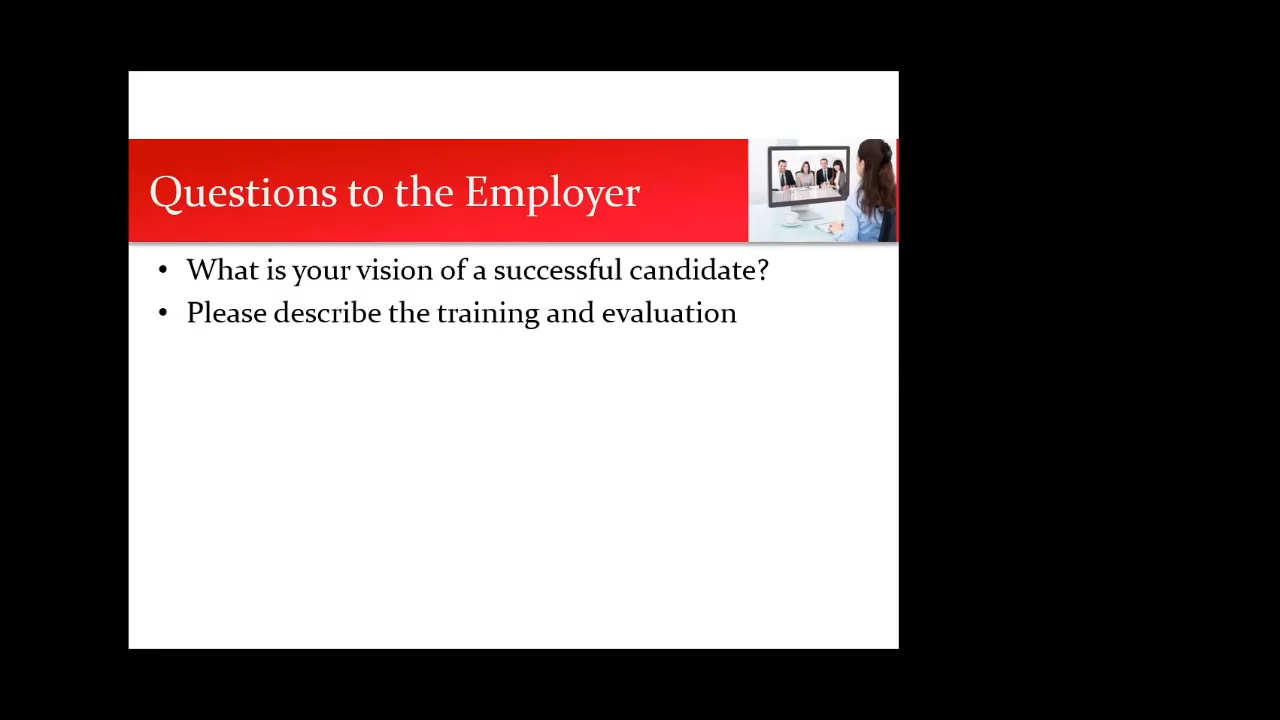 Questions to the Employer
• What is your vision of a successful candidate?
• Please describe the training and evaluation